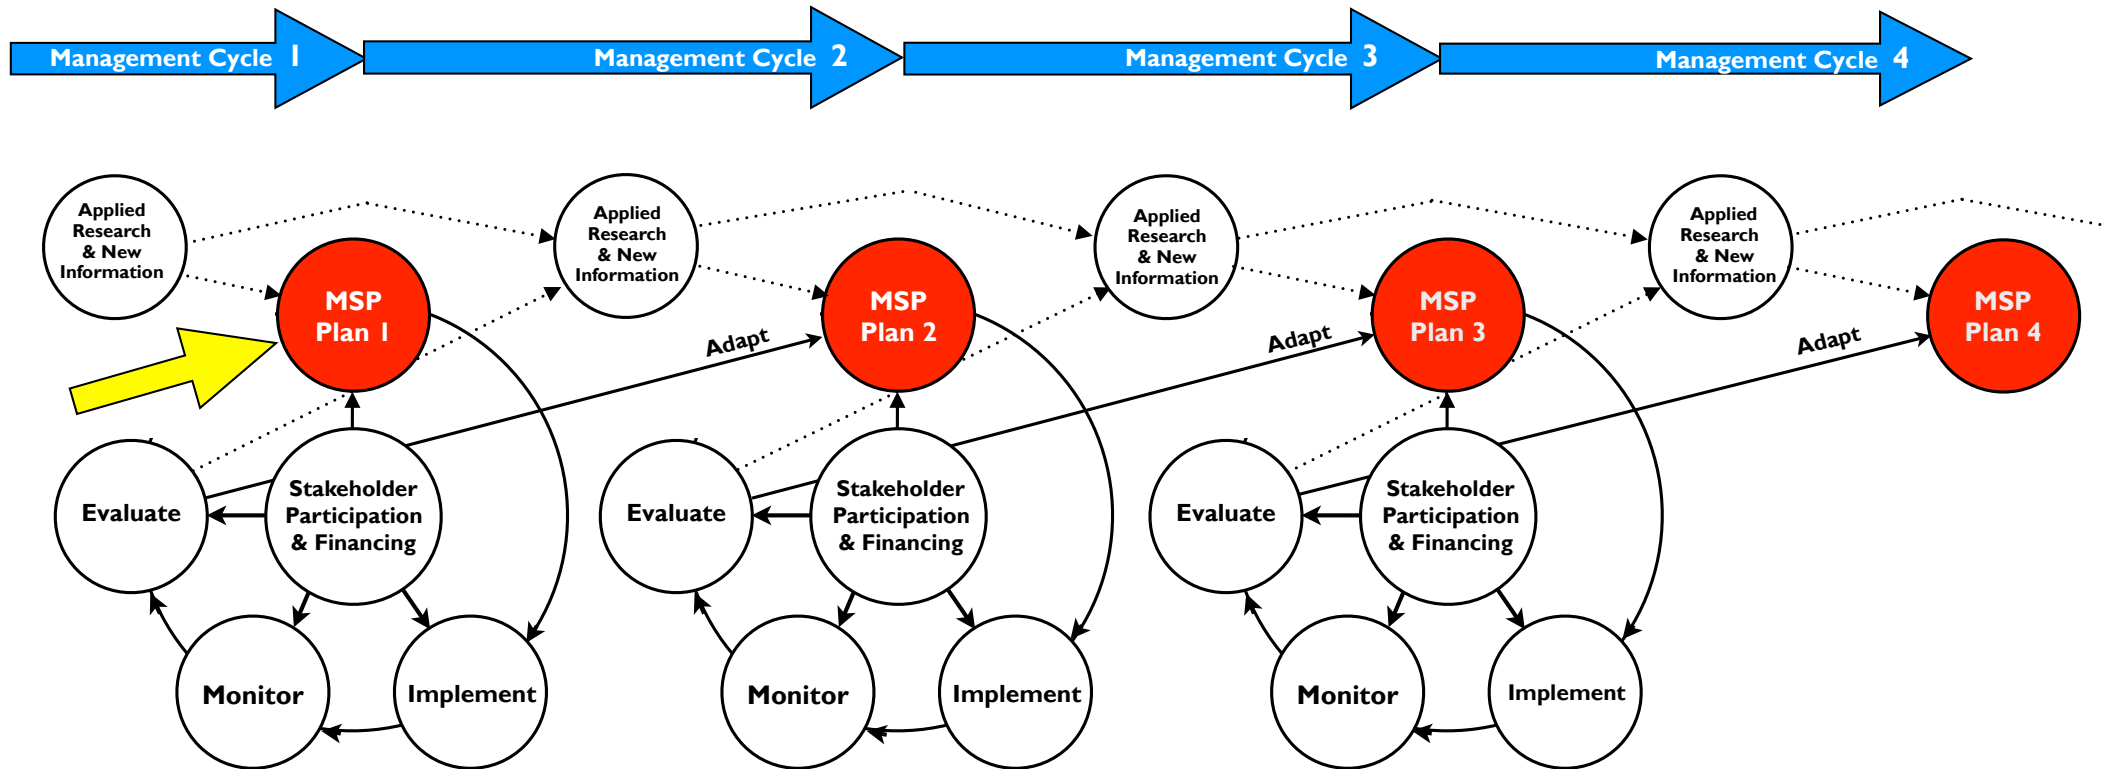 Management Cycle 1
Management Cycle 2
Management Cycle 3
Management Cycle 4
Applied
Research
& New
Information
MSP
Plan 1
Applied
Research
& New
Information
MSP
Plan 2
Applied
Research
& New
Information
MSP
Plan 3
Applied
Research
& New
Information
MSP
Plan 4
Adapt
Adapt
Adapt
Evaluate
Stakeholder
Participation
& Financing
Monitor
Implement
Evaluate
Stakeholder
Participation
& Financing
Monitor
Implement
Evaluate
Stakeholder
Participation
& Financing
Monitor
Implement